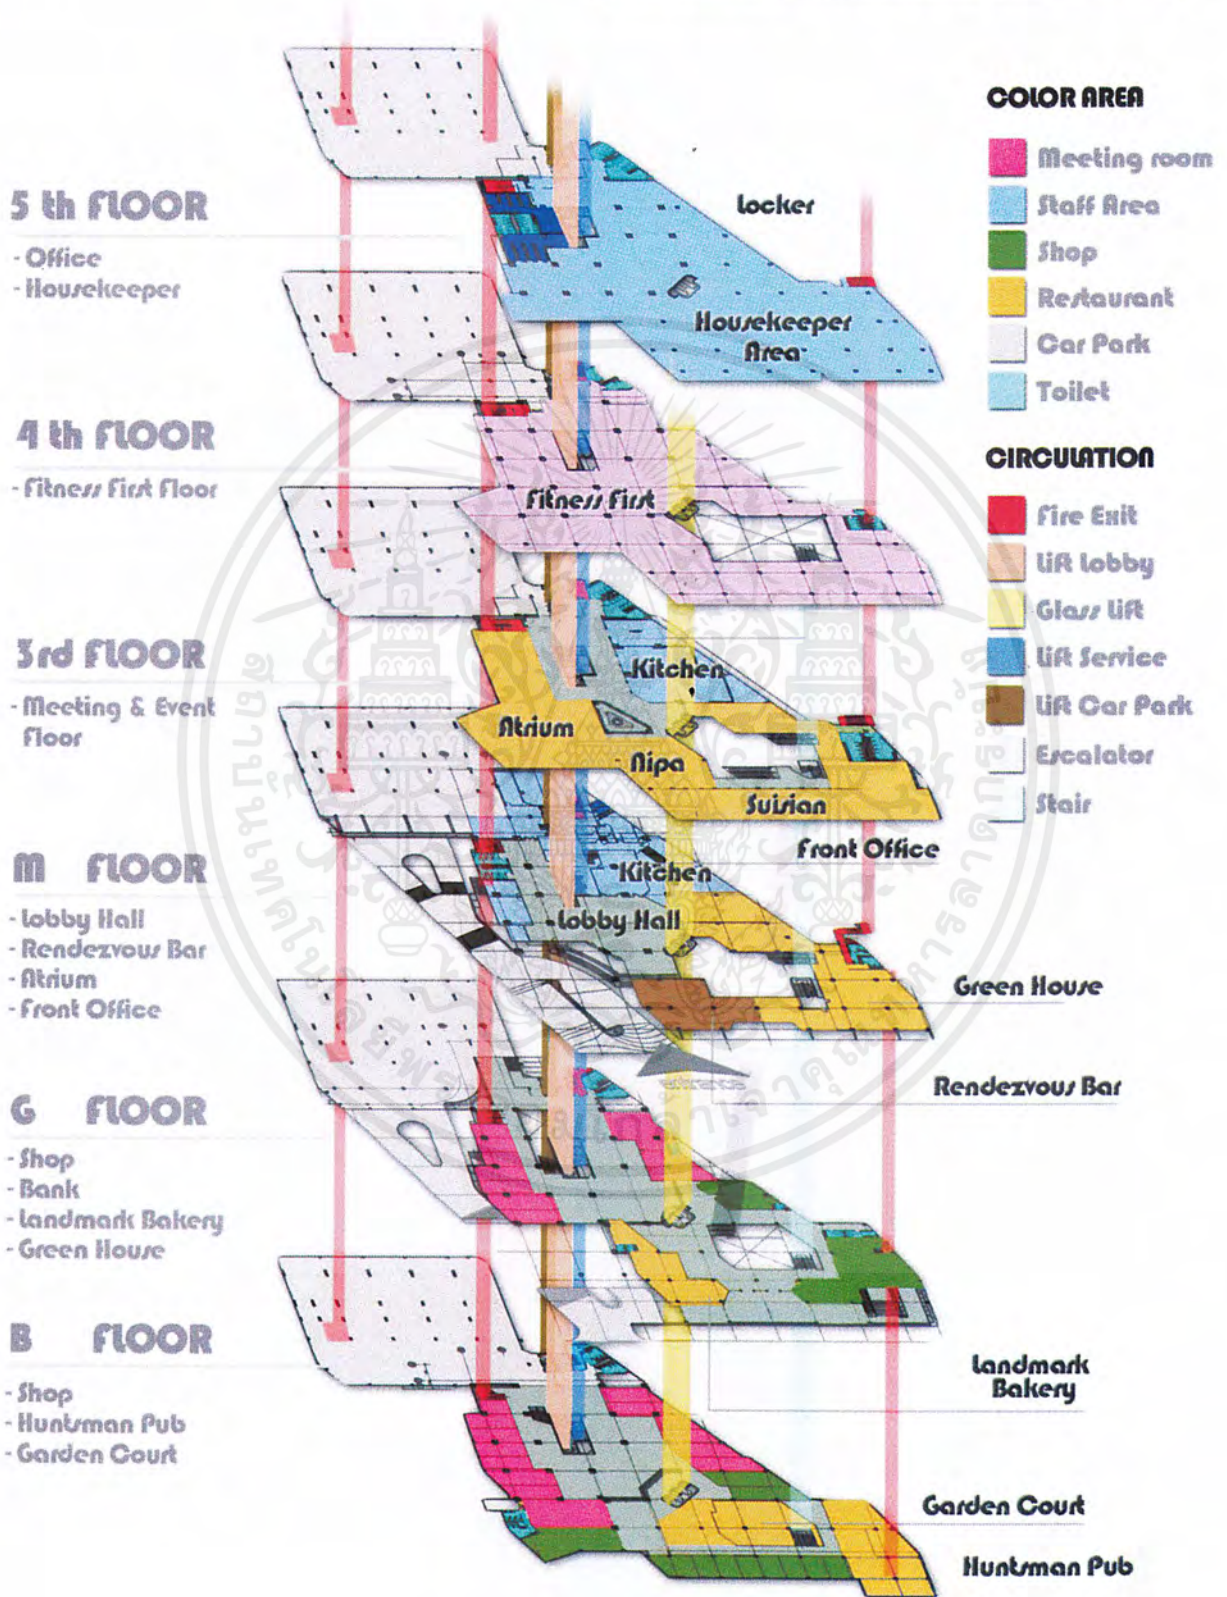 COLOR AREA
Meeting room
Staff Area
Shop
Restaurant
Car Park
Toilet
CIRCULATION
Fire Exit
Lift Lobby
Glass Lift
Lift Service
Lift Car Park
Escalator
Stair
5 th FLOOR
- Office
- Housekeeper
Locker
Housekeeper
Area
4 th FLOOR
- Fitness First Floor
Fitness First
3rd FLOOR
- Meeting & Event
Floor
Kitchen
Atrium
Nipa
Suisian
M FLOOR
- Lobby Hall
- Rendezvous Bar
- Atrium
- Front Office
Front Office
Kitchen
Lobby Hall
Green House
Rendezvous Bar
G FLOOR
- Shop
- Bank
- Landmark Bakery
- Green House
Landmark
Bakery
B FLOOR
- Shop
- Huntsman Pub
- Garden Court
Garden Court
Huntsman Pub